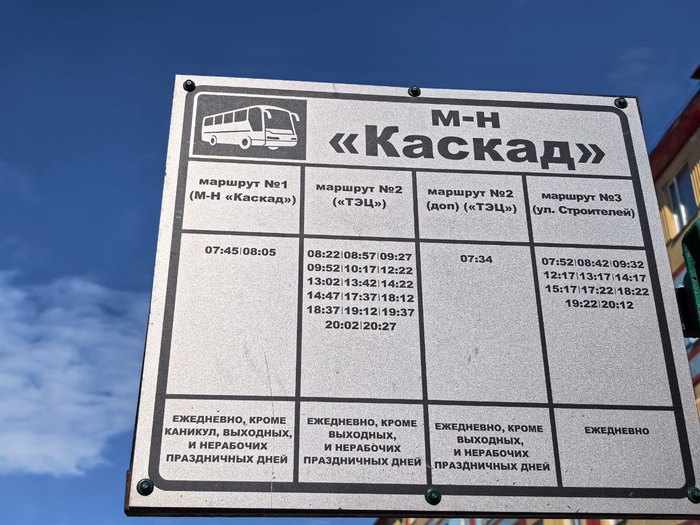 м-н
«Каскад»
маршрут №1
(М-Н «Каскад»)
маршрут №2
(«ТЭЦ»)
маршрут №2
(доп) («ТЭЦ»)
маршрут №3
(ул. Строителей)
07:45|08:05
08:22|08:57|09:27
09:52|10:17|12:22
13:02|13:42|14:22
14:47|17:37|18:12
18:37|19:12|19:37
20:02|20:27
07:34
07:52|08:42|09:32
12:17|13:17|14:17
15:17|17:22|18:22
19:22|20:12
ЕЖЕДНЕВНО, КРОМЕ
КАНИКУЛ, ВЫХОДНЫХ,
И НЕРАБОЧИХ
ПРАЗДНИЧНЫХ ДНЕЙ
ЕЖЕДНЕВНО, КРОМЕ
ВЫХОДНЫХ,
И НЕРАБОЧИХ
ПРАЗДНИЧНЫХ ДНЕЙ
ЕЖЕДНЕВНО, КРОМЕ
ВЫХОДНЫХ,
И НЕРАБОЧИХ
ПРАЗДНИЧНЫХ ДНЕЙ
ЕЖЕДНЕВНО